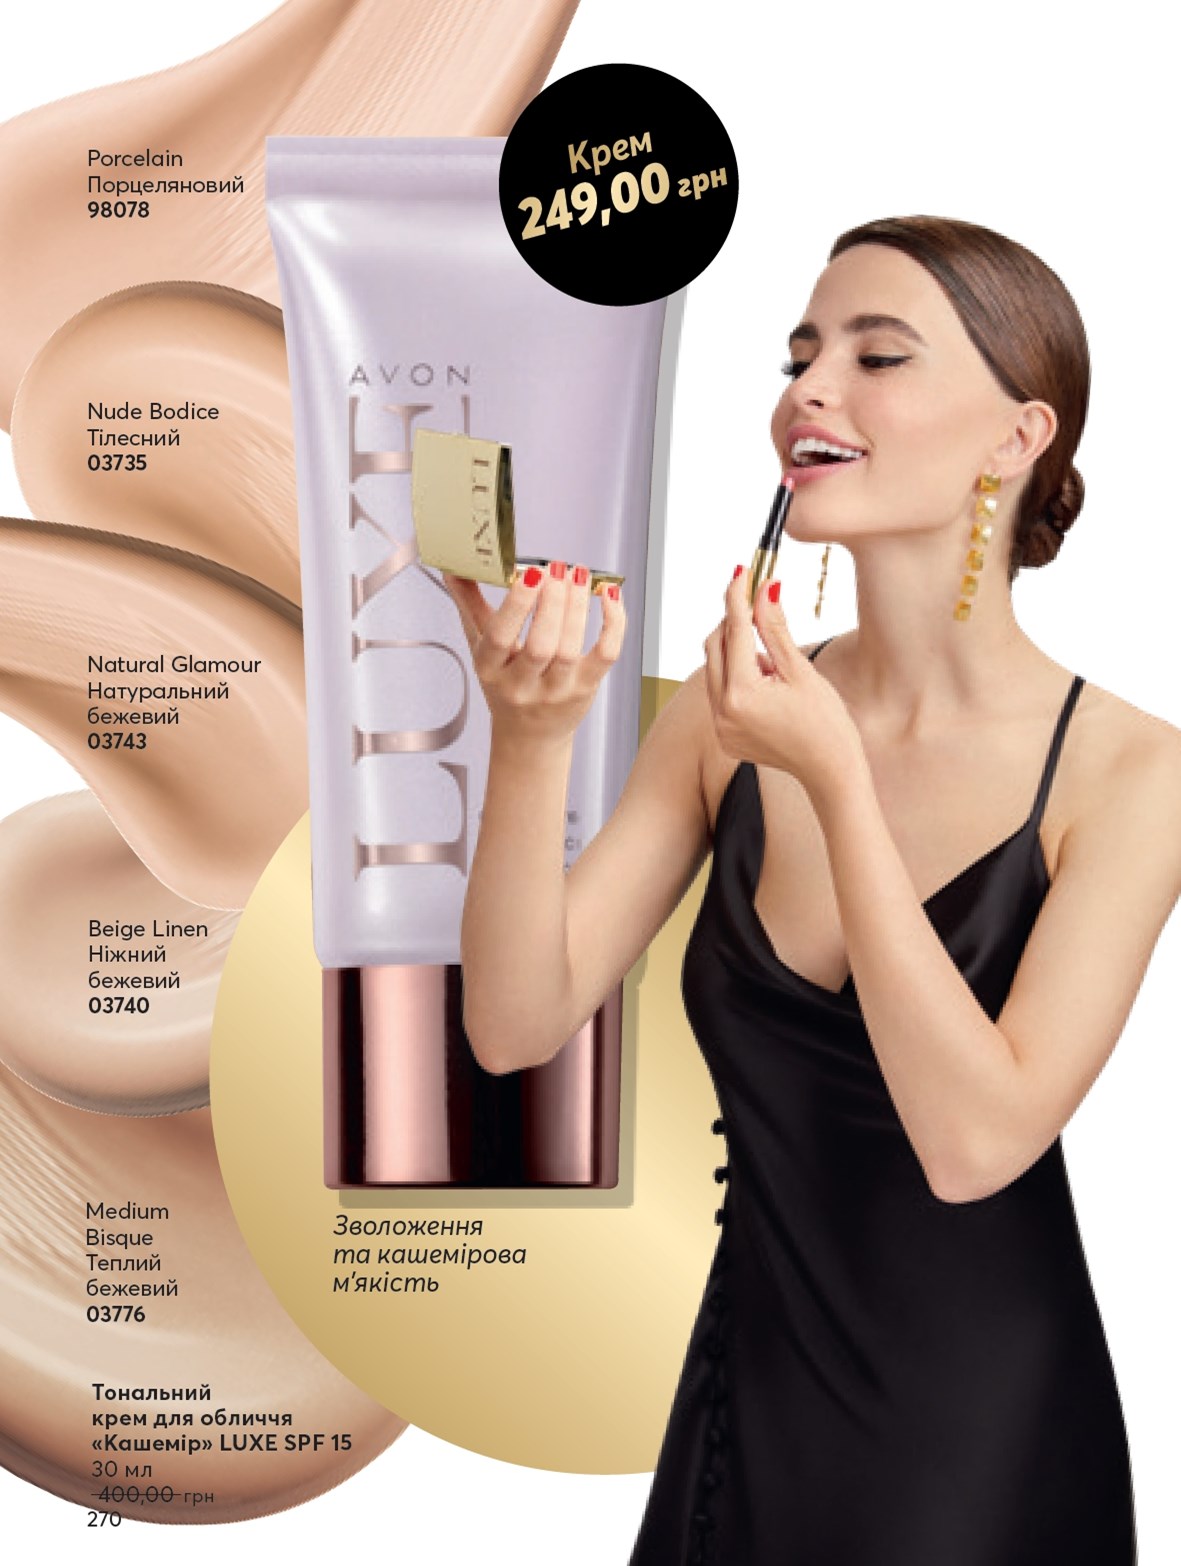 Porcelain
Порцеляновий
98078
Крем
249,00 грн
Nude Bodice
Тілесний
03735
AVON
LUXE
LUXE
Natural Glamour
Натуральний
бежевий
03743
Beige Linen
Ніжний
бежевий
03740
Medium
Bisque
Теплий
бежевий
03776
Зволоження
та кашемірова
м'якість
Тональний
крем для обличчя
«Кашемір» LUXE SPF 15
30 мл
400,00 грн
270